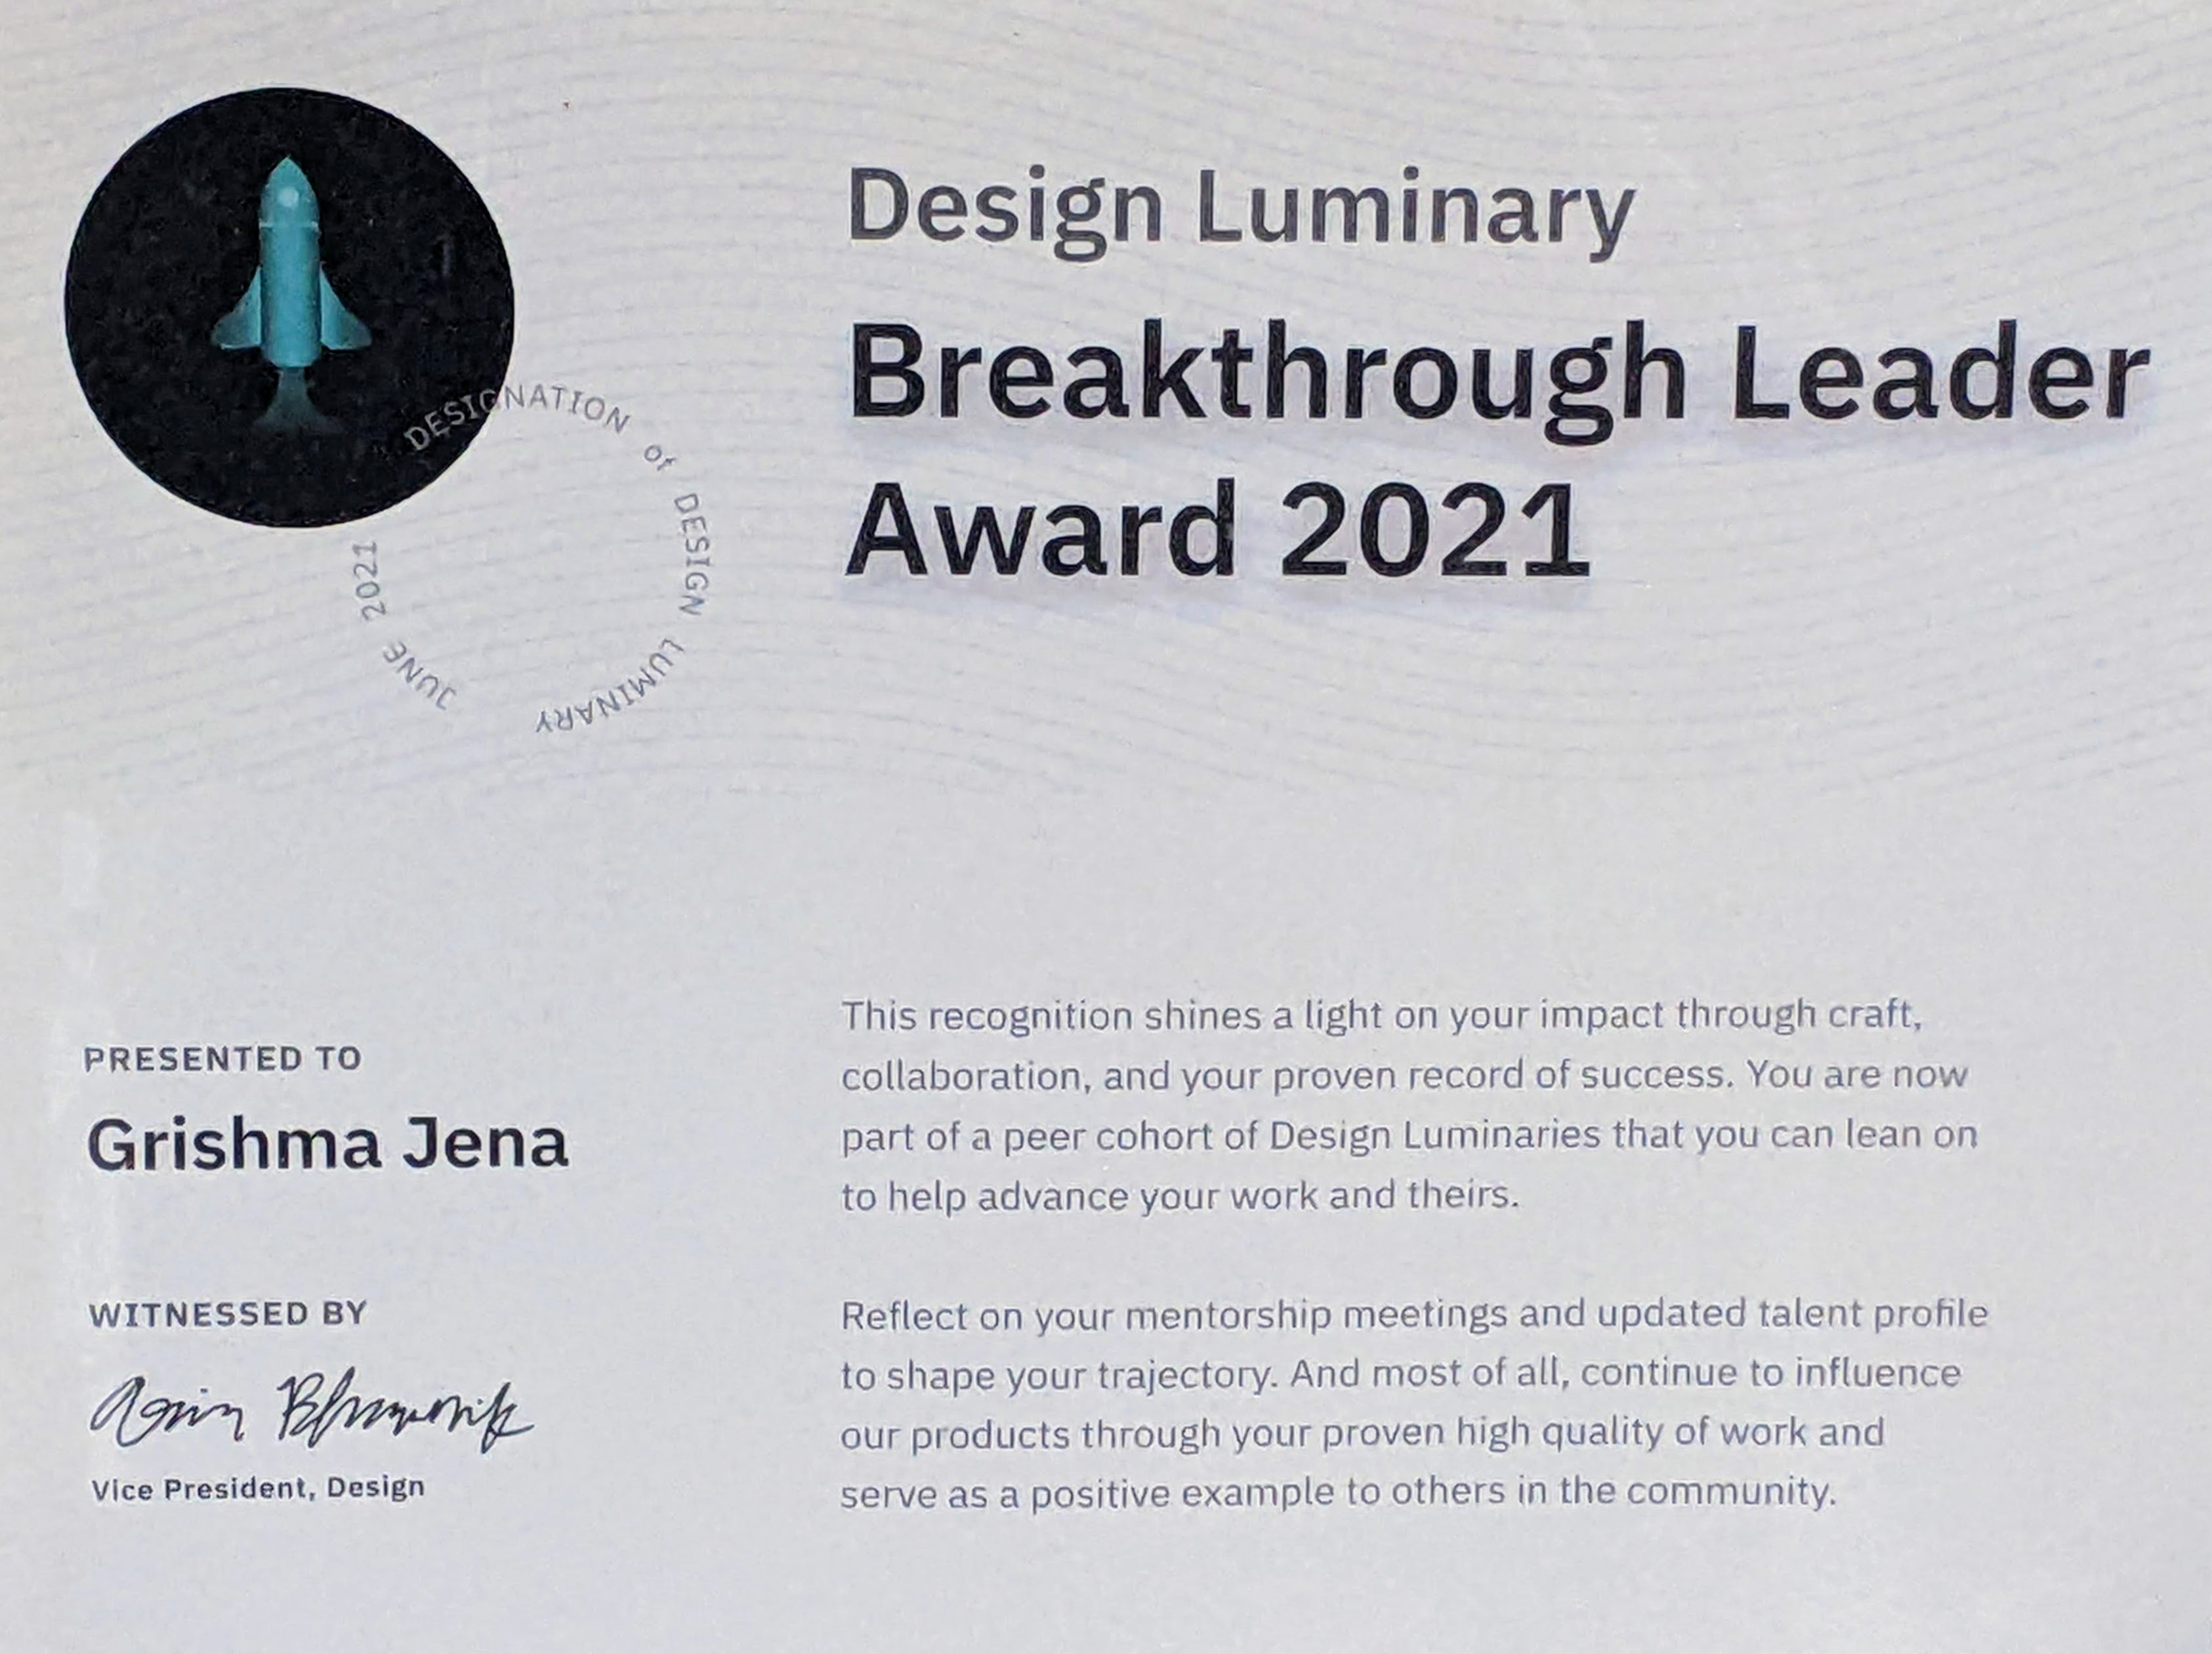 Design Luminary
Breakthrough Leader
Award 2021
DESIGNATION of DESIGN LUMINARY
JUNE 2021
PRESENTED TO
Grishma Jena
WITNESSED BY
Vice President, Design
This recognition shines a light on your impact through craft,
collaboration, and your proven record of success. You are now
part of a peer cohort of Design Luminaries that you can lean on
to help advance your work and theirs.
Reflect on your mentorship meetings and updated talent profile
to shape your trajectory. And most of all, continue to influence
our products through your proven high quality of work and
serve as a positive example to others in the community.